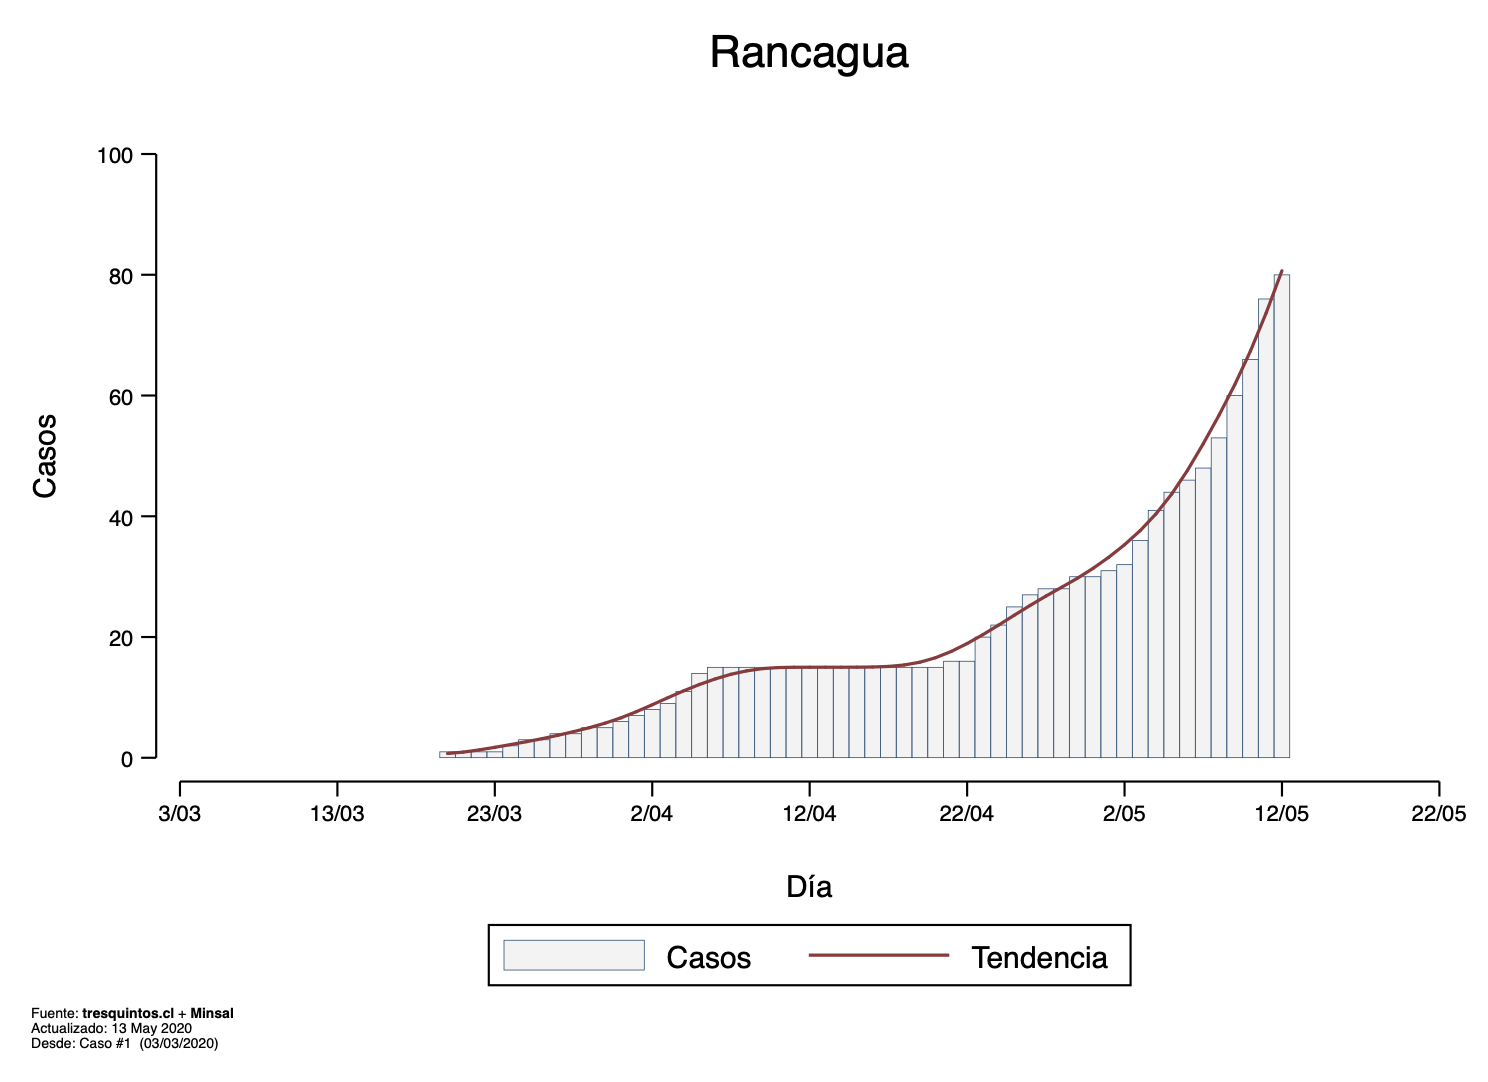 Rancagua
100
80
60
40
20
0
Casos
3/03 13/03 23/03 2/04 12/04 22/04 2/05 12/05 22/05
Día
Casos Tendencia
Fuente: tresquintos.cl + Minsal
Actualizado: 13 May 2020
Desde: Caso #1 (03/03/2020)